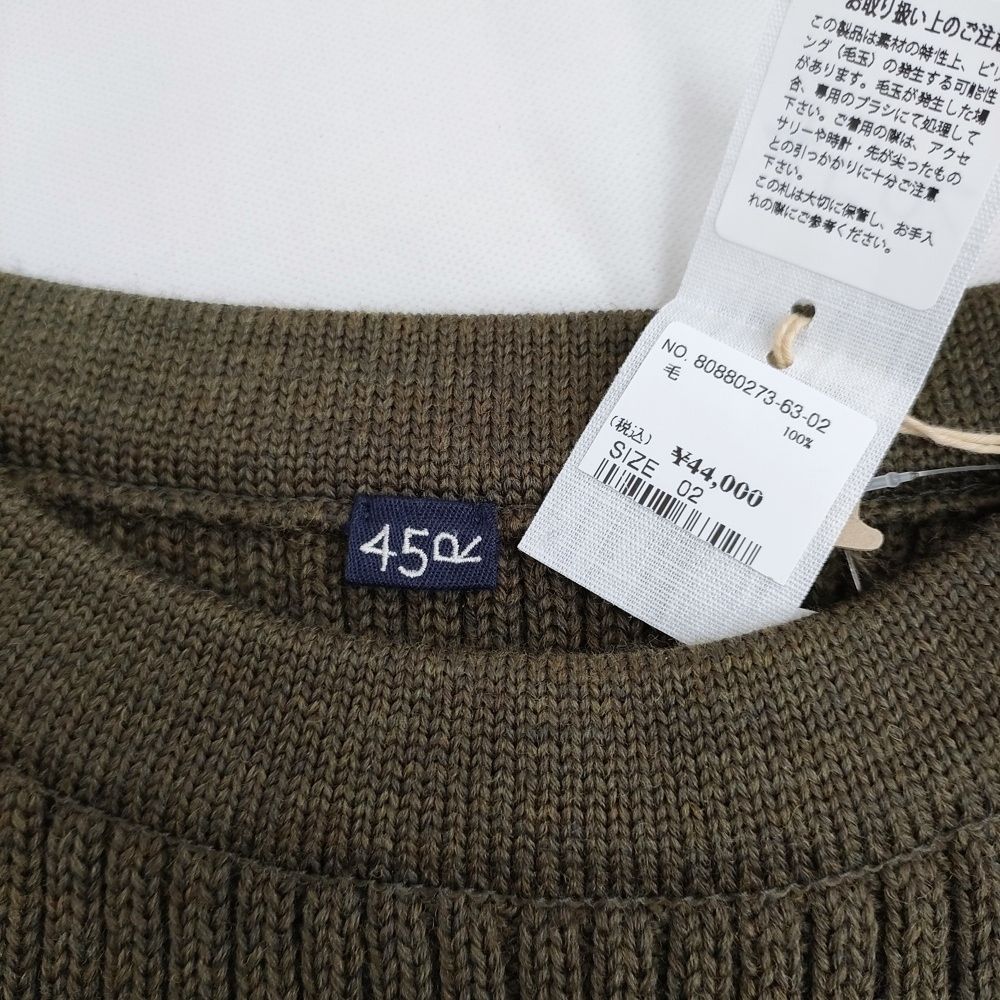 お取り扱い上のご注意
この製品は素材の特性上、ピリ
ング（毛玉）の発生する可能性
があります。毛玉が発生した場
合、専用のブラシにて処理して
下さい。ご着用の際は、アクセ
サリーや時計・先が尖ったもの
との引っかかりに十分ご注意
下さい。
この札は大切に保管し、お手入
れの際にご参考ください。
NO. 80880273-63-02
毛 100%
(税込) ¥44,000
SIZE 02
45R